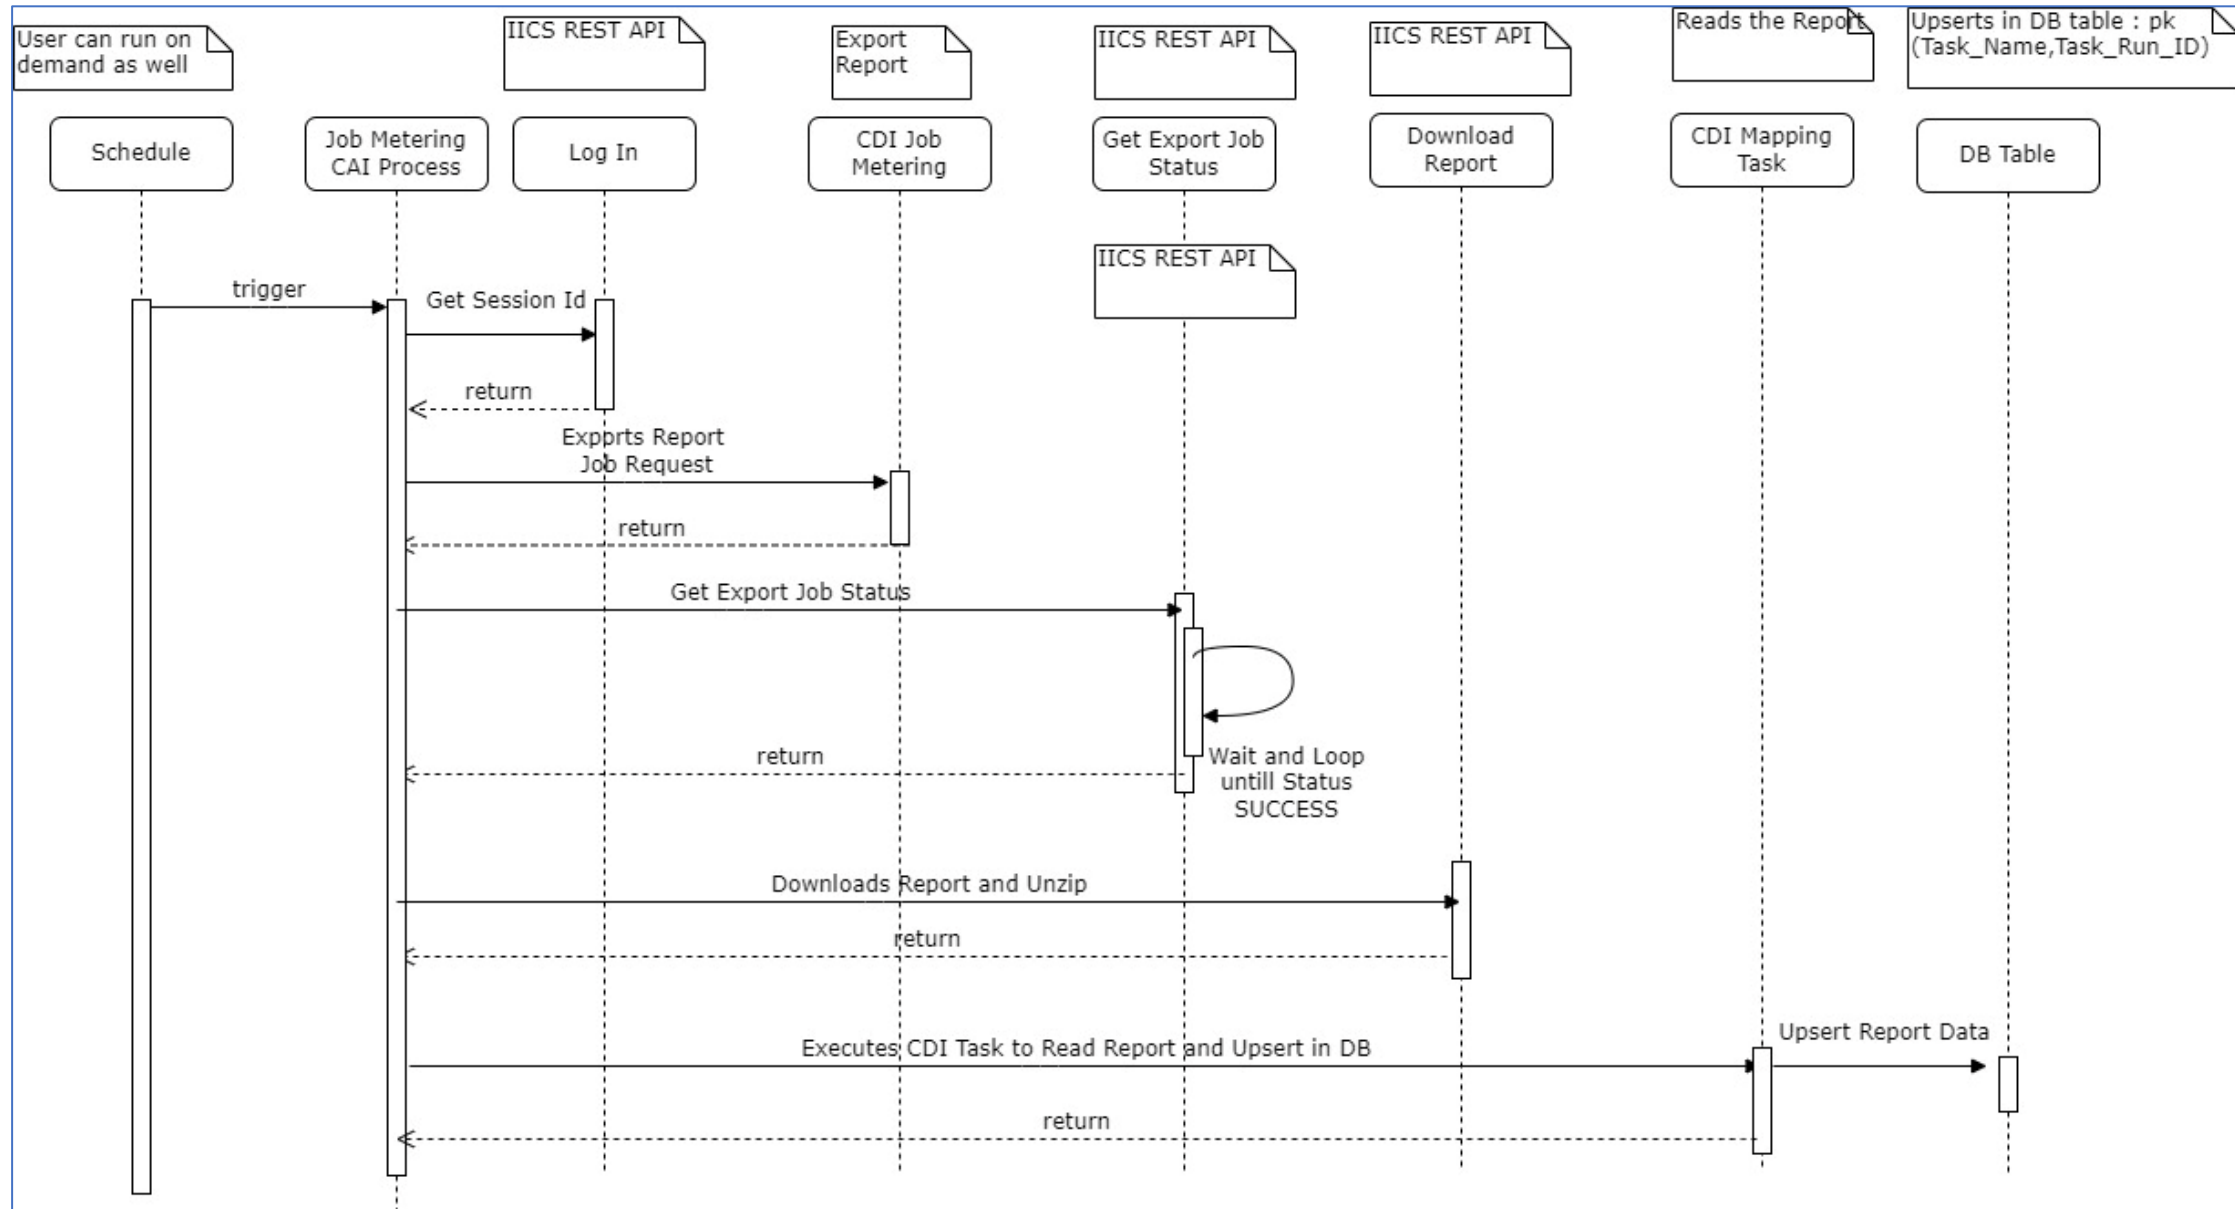 User can run on
demand as well
IICS REST API
Export
Report
IICS REST API
IICS REST API
Reads the Report
Upserts in DB table : pk
(Task_Name,Task_Run_ID)
Schedule
Job Metering
CAI Process
Log In
CDI Job
Metering
Get Export Job
Status
Download
Report
CDI Mapping
Task
DB Table
IICS REST API
trigger
Get Session Id
return
Exports Report
Job Request
return
Get Export Job Status
return
Wait and Loop
untill Status
SUCCESS
Downloads Report and Unzip
return
Upsert Report Data
Executes CDI Task to Read Report and Upsert in DB
return